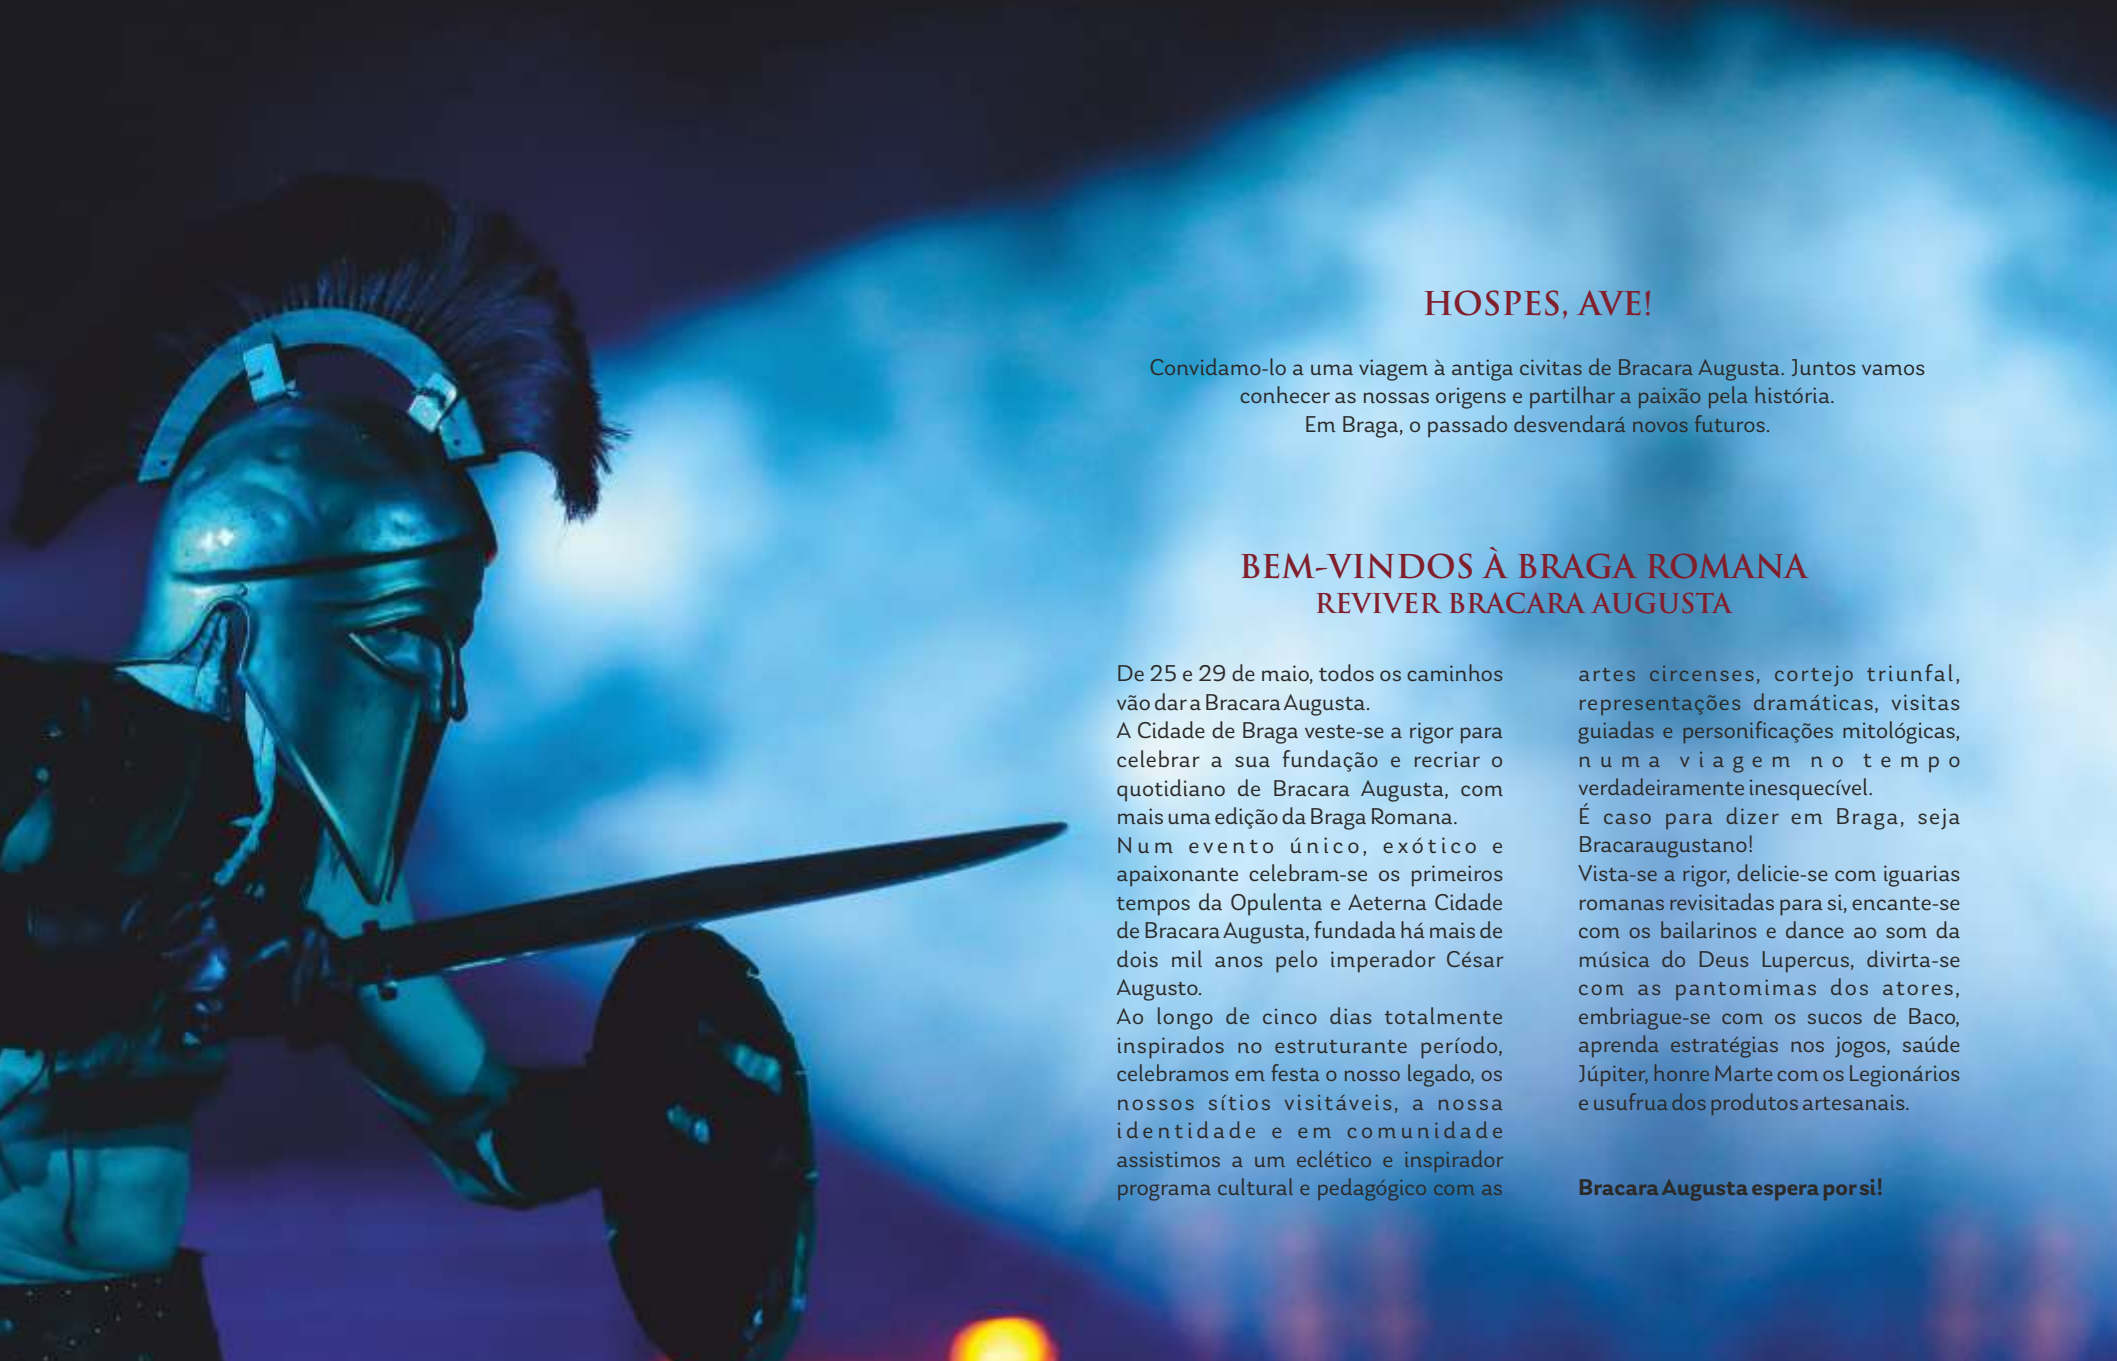 HOSPES, AVE!
Convidamo-lo a uma viagem à antiga civitas de Bracara Augusta. Juntos vamos
conhecer as nossas origens e partilhar a paixão pela história.
Em Braga, o passado desvendará novos futuros.
BEM-VINDOS À BRAGA ROMANA
REVIVER BRACARA AUGUSTA
De 25 e 29 de maio, todos os caminhos
vão dar a Bracara Augusta.
A Cidade de Braga veste-se a rigor para
celebrar a sua fundação e recriar o
quotidiano de Bracara Augusta, com
mais uma edição da Braga Romana.
Num evento único, exótico e
apaixonante celebram-se os primeiros
tempos da Opulenta e Aeterna Cidade
de Bracara Augusta, fundada há mais de
dois mil anos pelo imperador César
Augusto.
Ao longo de cinco dias totalmente
inspirados no estruturante período,
celebramos em festa o nosso legado, os
nossos sítios visitáveis, a nossa
identidade e em comunidade
assistimos a um eclético e inspirador
programa cultural e pedagógico com as
artes circenses, cortejo triunfal,
representações dramáticas, visitas
guiadas e personificações mitológicas,
numa viagem no tempo
verdadeiramente inesquecível.
É caso para dizer em Braga, seja
Bracaraugustano!
Vista-se a rigor, delicie-se com iguarias
romanas revisitadas para si, encante-se
com os bailarinos e dance ao som da
música do Deus Lupercus, divirta-se
com as pantomimas dos atores,
embriague-se com os sucos de Baco,
aprenda estratégias nos jogos, saúde
Júpiter, honre Marte com os Legionários
e usufrua dos produtos artesanais.
Bracara Augusta espera por si!